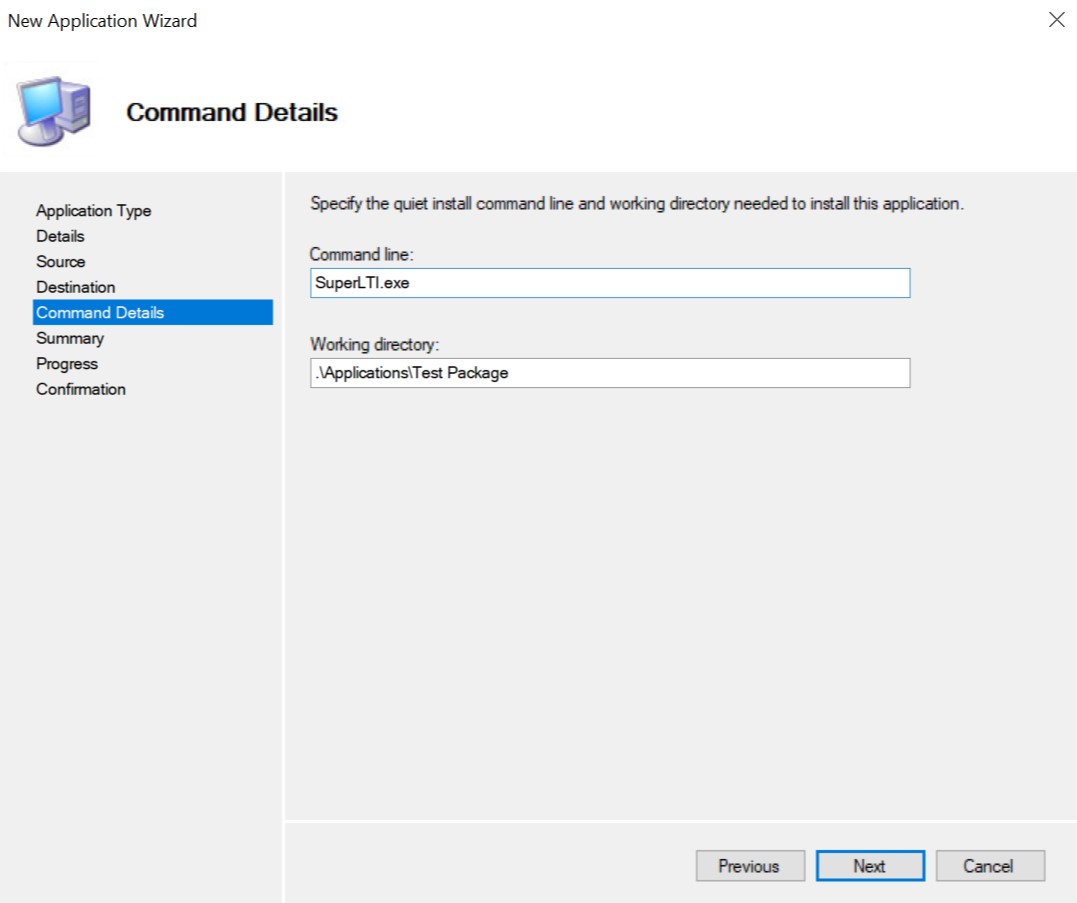 New Application Wizard
Command Details
Application Type
Details
Source
Destination
Command Details
Summary
Progress
Confirmation
Specify the quiet install command line and working directory needed to install this application.
Command line:
SuperLTI.exe
Working directory:
.\Applications\Test Package
Previous
Next
Cancel